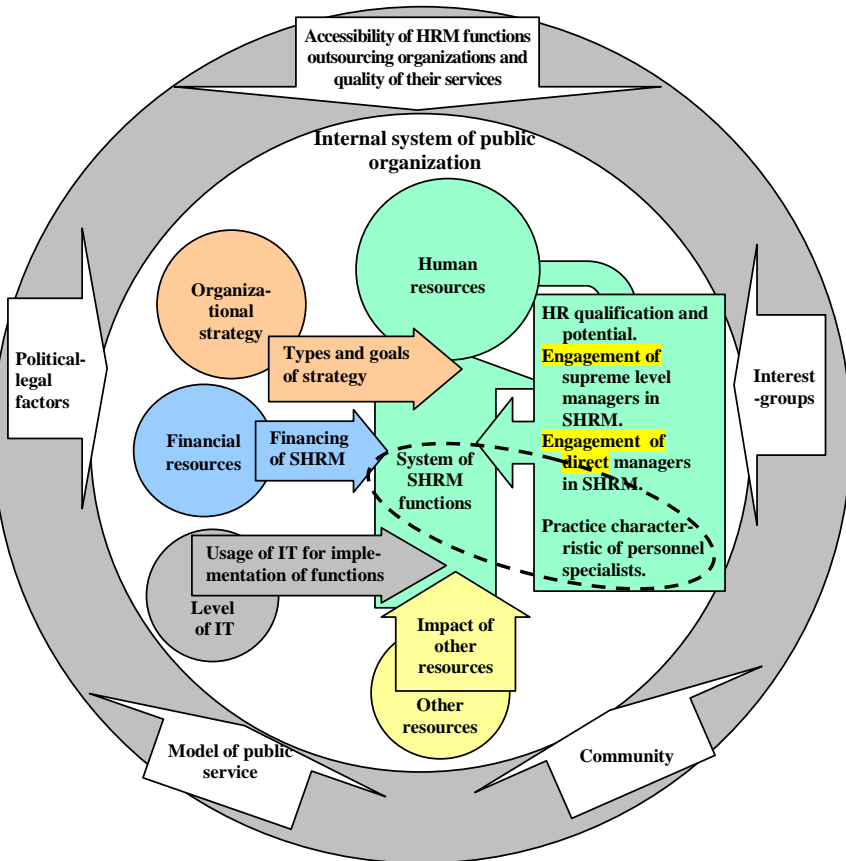 Accessibility of HRM functions
outsourcing organizations and
quality of their services
Internal system of public
organization
Human
resources
Organiza-
tional
strategy
Types and goals
of strategy
Political-
legal
factors
HR qualification and
potential.
Engagement of
supreme level
managers in
SHRM.
Engagement of
direct managers
in SHRM.
Practice character-
ristic of personnel
specialists.
Interest
-groups
Financial
resources
Financing
of SHRM
System of
SHRM
functions
Usage of IT for imple-
mentation of functions
Level
of IT
Impact of
other
resources
Other
resources
Model of public
service
Community